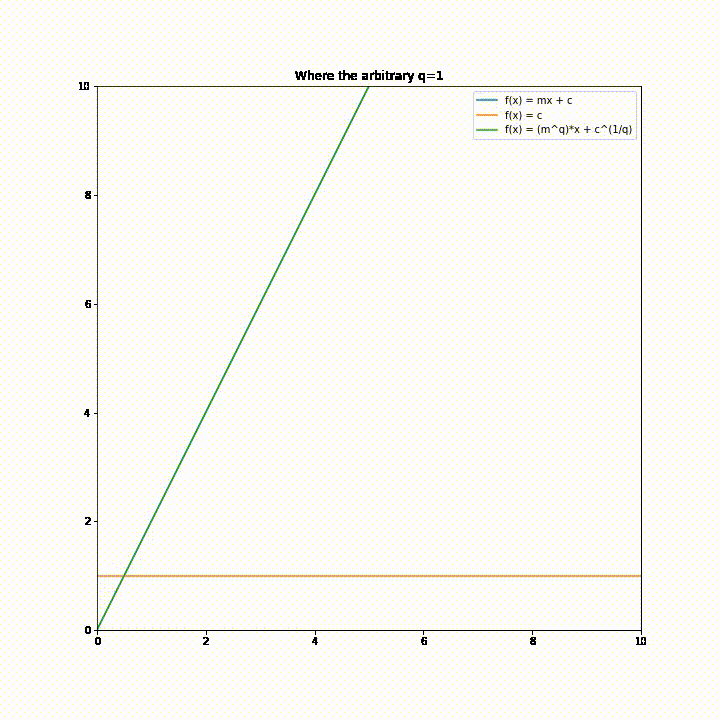 Where the arbitrary q=1
f(x) = mx + c
f(x) = c
f(x) = (m^q)*x + c^(1/q)
10
8
6
4
2
0
0 2 4 6 8 10